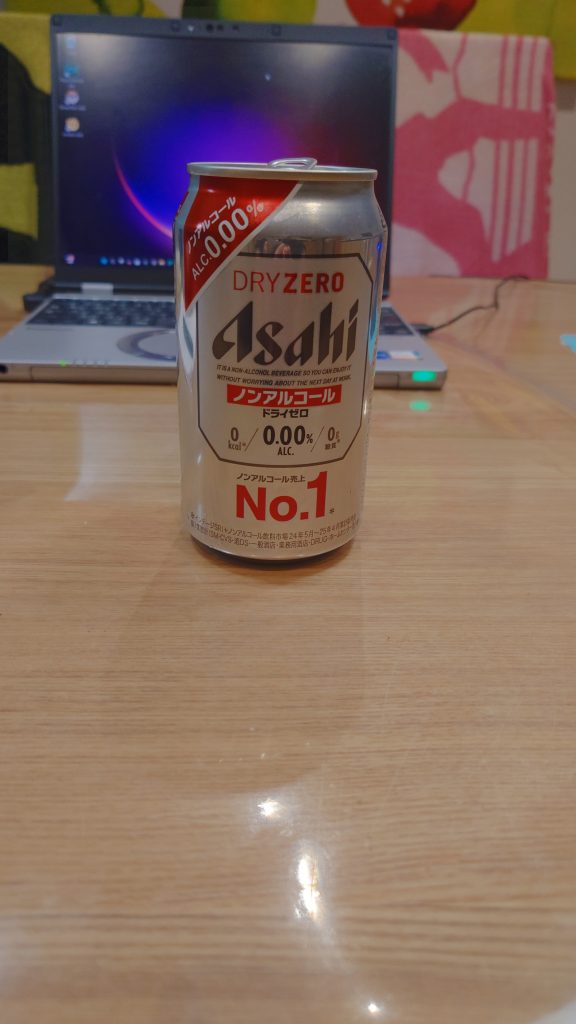 ノンアルコール
ALC.0.00%
DRY ZERO
Asahi
IT IS A NON-ALCOHOL BEVERAGE SO YOU CAN ENJOY IT
WITHOUT WORRYING ABOUT THE NEXT DAY AT WORK.
ノンアルコール
ドライゼロ
0 kcal* / 0.00% ALC. / 0g 糖質*
ノンアルコール売上
No.1*